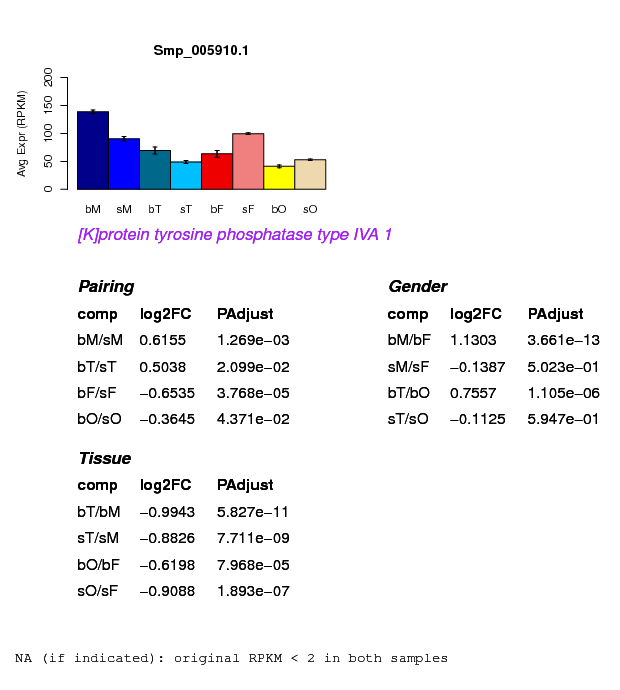 Smp_005910.1
Avg Expr (RPKM)
0 50 100 150 200
bM sM bT sT bF sF bO sO
[K]protein tyrosine phosphatase type IVA 1
Pairing
comp log2FC PAdjust
bM/sM 0.6155 1.269e−03
bT/sT 0.5038 2.099e−02
bF/sF −0.6535 3.768e−05
bO/sO −0.3645 4.371e−02
Gender
comp log2FC PAdjust
bM/bF 1.1303 3.661e−13
sM/sF −0.1387 5.023e−01
bT/bO 0.7557 1.105e−06
sT/sO −0.1125 5.947e−01
Tissue
comp log2FC PAdjust
bT/bM −0.9943 5.827e−11
sT/sM −0.8826 7.711e−09
bO/bF −0.6198 7.968e−05
sO/sF −0.9088 1.893e−07
NA (if indicated): original RPKM < 2 in both samples